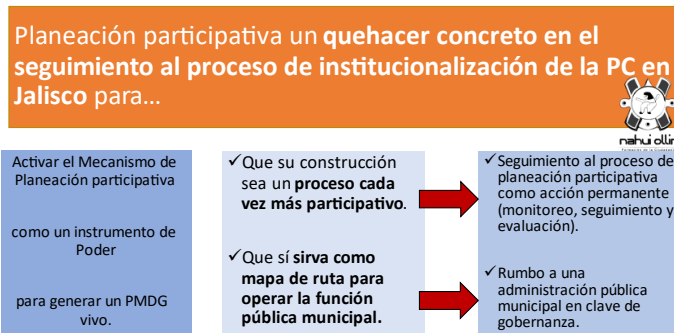 Planeación participativa un quehacer concreto en el
seguimiento al proceso de institucionalización de la PC en
Jalisco para…
nahui ollin
Activar el Mecanismo de
Planeación participativa
como un instrumento de
Poder
para generar un PMDG
vivo.
✓Que su construcción
sea un proceso cada
vez más participativo.
✓Que sí sirva como
mapa de ruta para
operar la función
pública municipal.
✓Seguimiento al proceso de
planeación participativa
como acción permanente
(monitoreo, seguimiento y
evaluación).
✓Rumbo a una
administración pública
municipal en clave de
gobernanza.